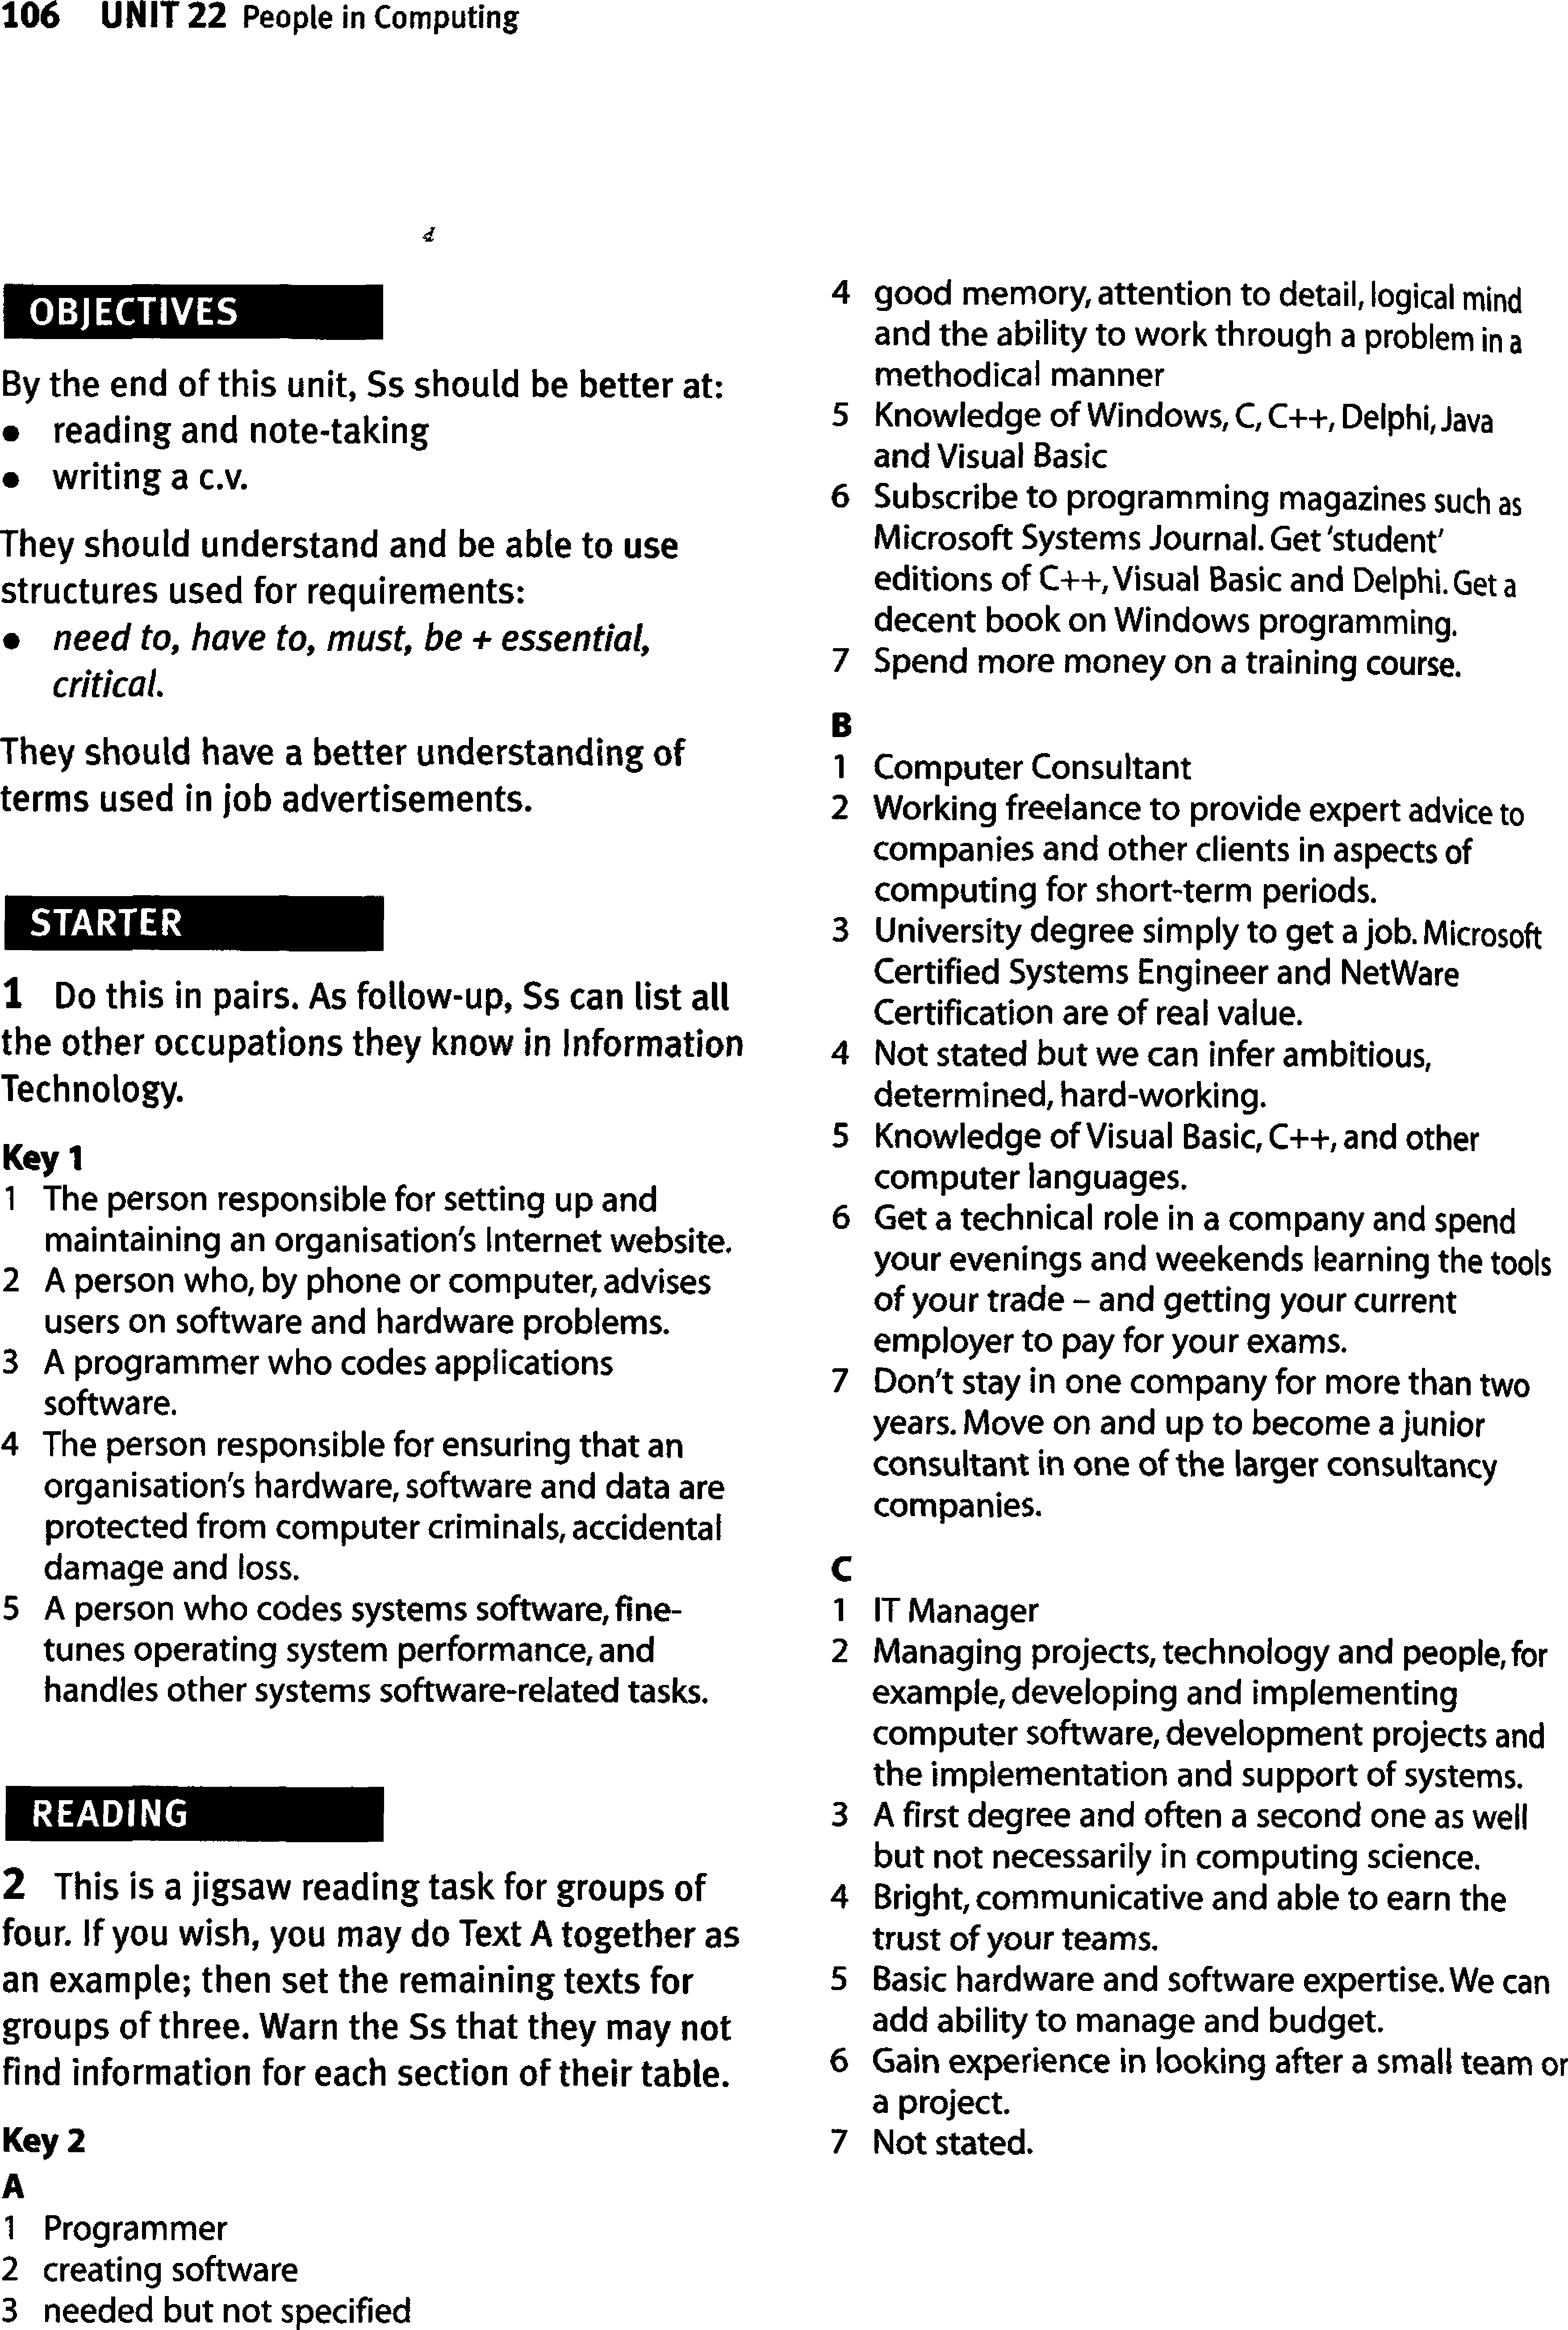 106 UNIT 22 People in Computing
OBJECTIVES
By the end of this unit, Ss should be better at:
• reading and note-taking
• writing a c.v.
They should understand and be able to use
structures used for requirements:
• need to, have to, must, be + essential,
critical.
They should have a better understanding of
terms used in job advertisements.
STARTER
1 Do this in pairs. As follow-up, Ss can list all
the other occupations they know in Information
Technology.
Key 1
1 The person responsible for setting up and
maintaining an organisation's Internet website.
2 A person who, by phone or computer, advises
users on software and hardware problems.
3 A programmer who codes applications
software.
4 The person responsible for ensuring that an
organisation's hardware, software and data are
protected from computer criminals, accidental
damage and loss.
5 A person who codes systems software, fine-
tunes operating system performance, and
handles other systems software-related tasks.
READING
2 This is a jigsaw reading task for groups of
four. If you wish, you may do Text A together as
an example; then set the remaining texts for
groups of three. Warn the Ss that they may not
find information for each section of their table.
Key 2
A
1 Programmer
2 creating software
3 needed but not specified
4 good memory, attention to detail, logical mind
and the ability to work through a problem in a
methodical manner
5 Knowledge of Windows, C, C++, Delphi, Java
and Visual Basic
6 Subscribe to programming magazines such as
Microsoft Systems Journal. Get 'student'
editions of C++, Visual Basic and Delphi. Get a
decent book on Windows programming.
7 Spend more money on a training course.
B
1 Computer Consultant
2 Working freelance to provide expert advice to
companies and other clients in aspects of
computing for short-term periods.
3 University degree simply to get a job. Microsoft
Certified Systems Engineer and NetWare
Certification are of real value.
4 Not stated but we can infer ambitious,
determined, hard-working.
5 Knowledge of Visual Basic, C++, and other
computer languages.
6 Get a technical role in a company and spend
your evenings and weekends learning the tools
of your trade – and getting your current
employer to pay for your exams.
7 Don't stay in one company for more than two
years. Move on and up to become a junior
consultant in one of the larger consultancy
companies.
C
1 IT Manager
2 Managing projects, technology and people, for
example, developing and implementing
computer software, development projects and
the implementation and support of systems.
3 A first degree and often a second one as well
but not necessarily in computing science.
4 Bright, communicative and able to earn the
trust of your teams.
5 Basic hardware and software expertise. We can
add ability to manage and budget.
6 Gain experience in looking after a small team or
a project.
7 Not stated.